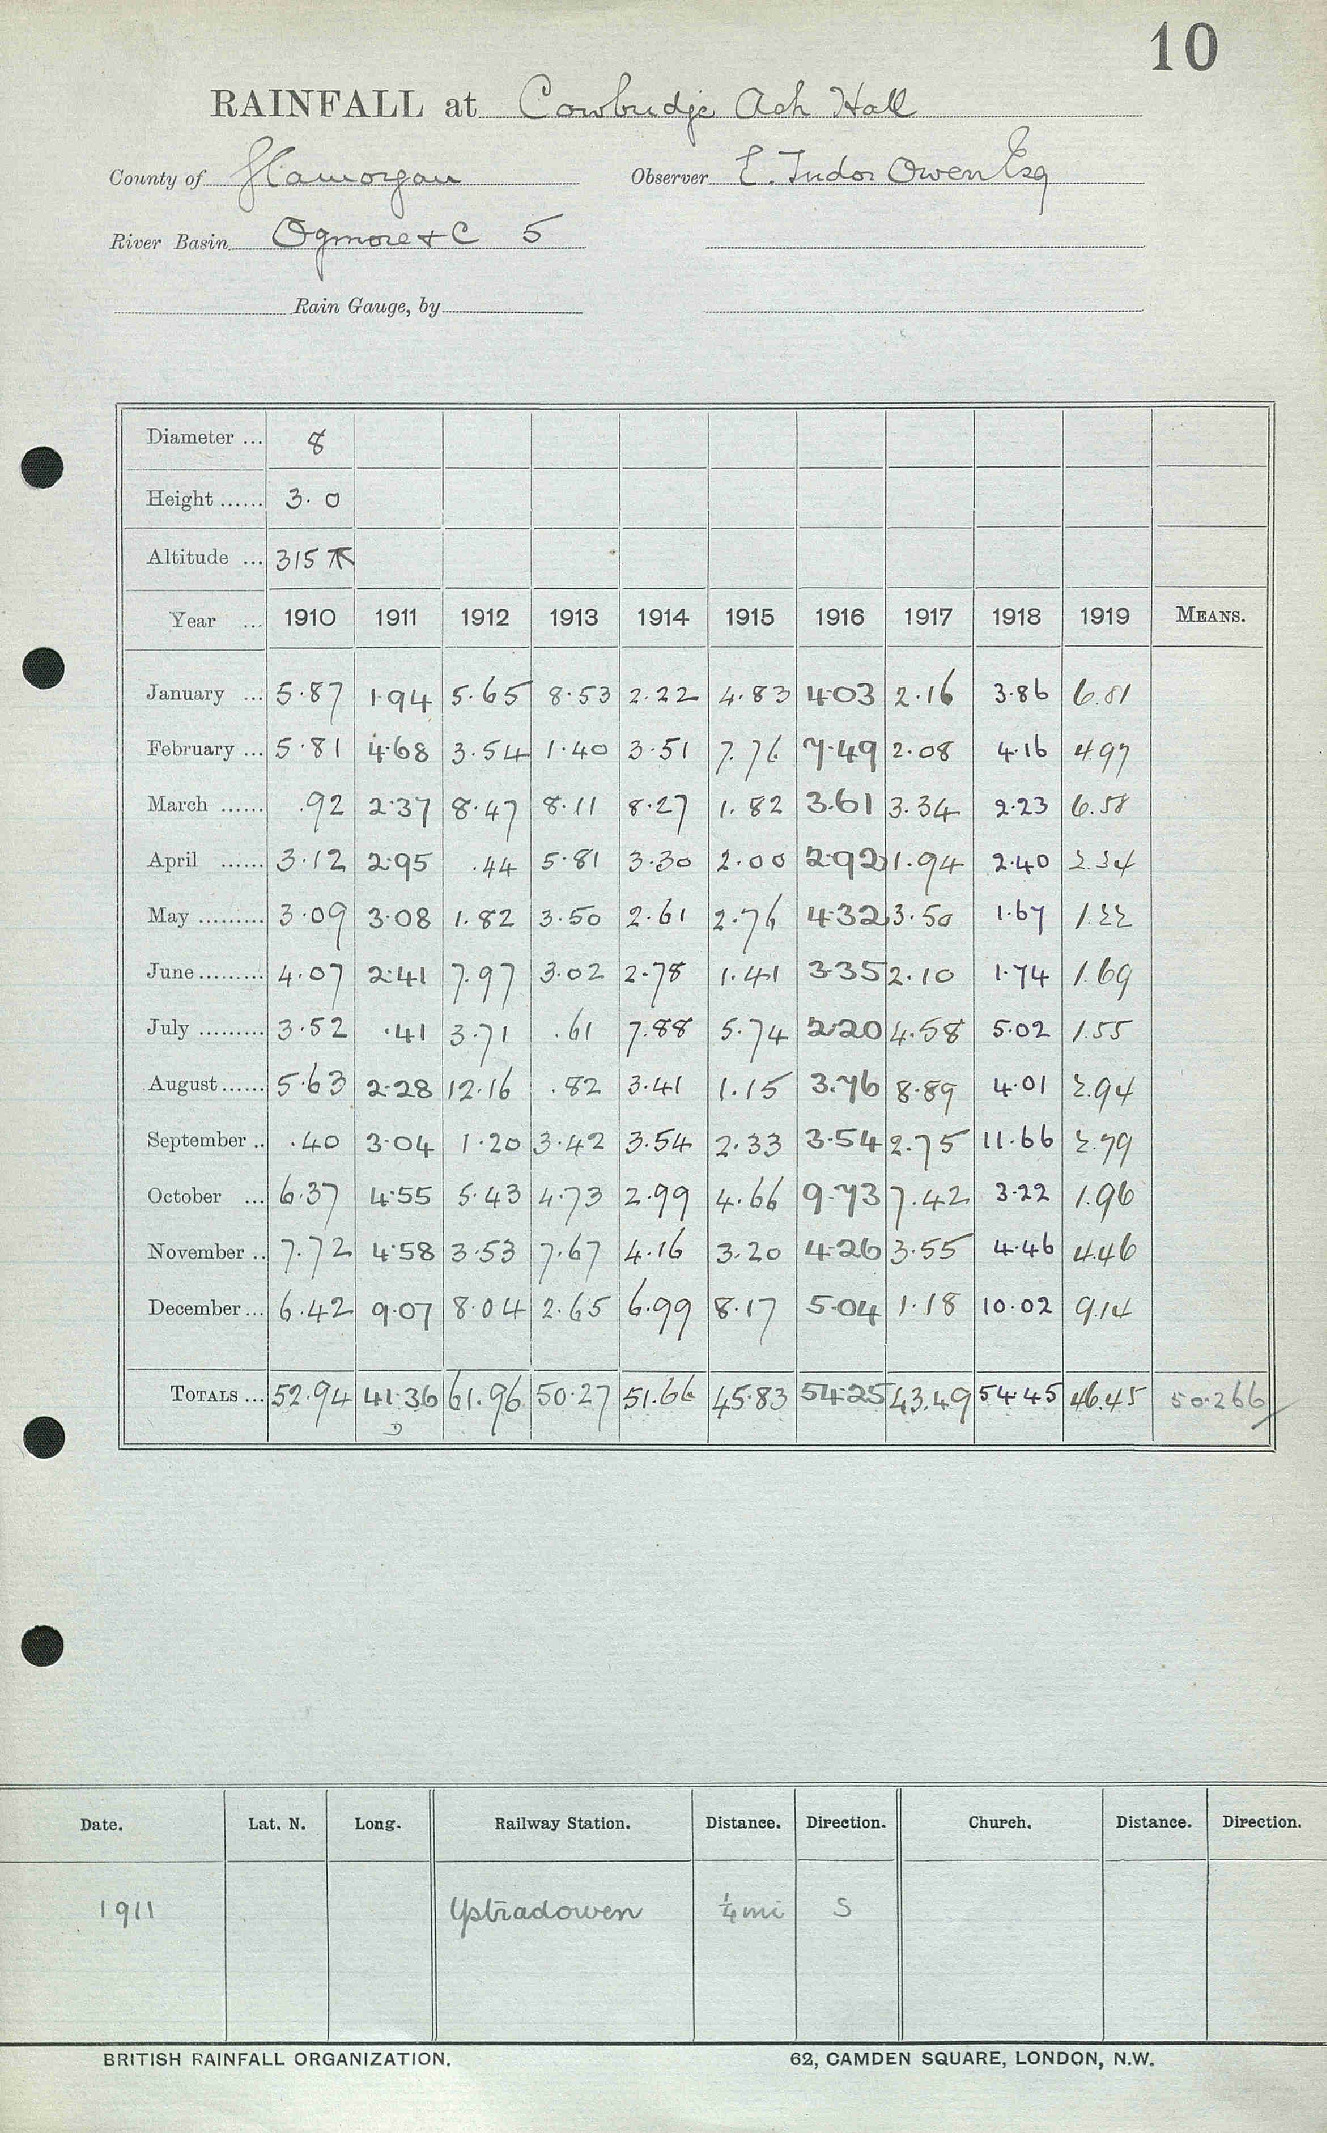 10
RAINFALL at Cowbridge Ash Hall
County of Glamorgan Observer E. Tudor Owen Esq
River Basin Ogmore & C 5
Rain Gauge, by
Diameter ... 8
Height ...... 3.0
Altitude ... 315
Year ... 1910 1911 1912 1913 1914 1915 1916 1917 1918 1919 MEANS.
January ... 5.87 1.94 5.65 8.53 2.22 4.83 4.03 2.16 3.86 6.81
February ... 5.81 4.68 3.54 1.40 3.51 7.76 7.49 2.08 4.16 4.97
March ...... .92 2.37 8.47 8.11 8.27 1.82 3.61 3.34 2.23 6.58
April ...... 3.12 2.95 .44 5.81 3.30 2.00 2.92 1.94 2.40 2.34
May ......... 3.09 3.08 1.82 3.50 2.61 2.76 4.32 3.50 1.67 1.22
June ......... 4.07 2.41 7.97 3.02 2.78 1.41 3.35 2.10 1.74 1.69
July ......... 3.52 .41 3.71 .61 7.88 5.74 2.20 4.58 5.02 1.55
August ...... 5.63 2.28 12.16 .82 3.41 1.15 3.76 8.89 4.01 2.94
September .. .40 3.04 1.20 3.42 3.54 2.33 3.54 2.75 11.66 2.79
October ... 6.37 4.55 5.43 4.73 2.99 4.66 9.73 7.42 3.22 1.96
November .. 7.72 4.58 3.53 7.67 4.16 3.20 4.26 3.55 4.46 4.46
December ... 6.42 9.07 8.04 2.65 6.99 8.17 5.04 1.18 10.02 9.14
TOTALS ... 52.94 41.36 61.96 50.27 51.66 45.83 54.25 43.49 54.45 46.45 50.266
Date. Lat. N. Long. Railway Station. Distance. Direction. Church. Distance. Direction.
1911 Ystradowen ¼ mi S
BRITISH RAINFALL ORGANIZATION. 62, CAMDEN SQUARE, LONDON, N.W.